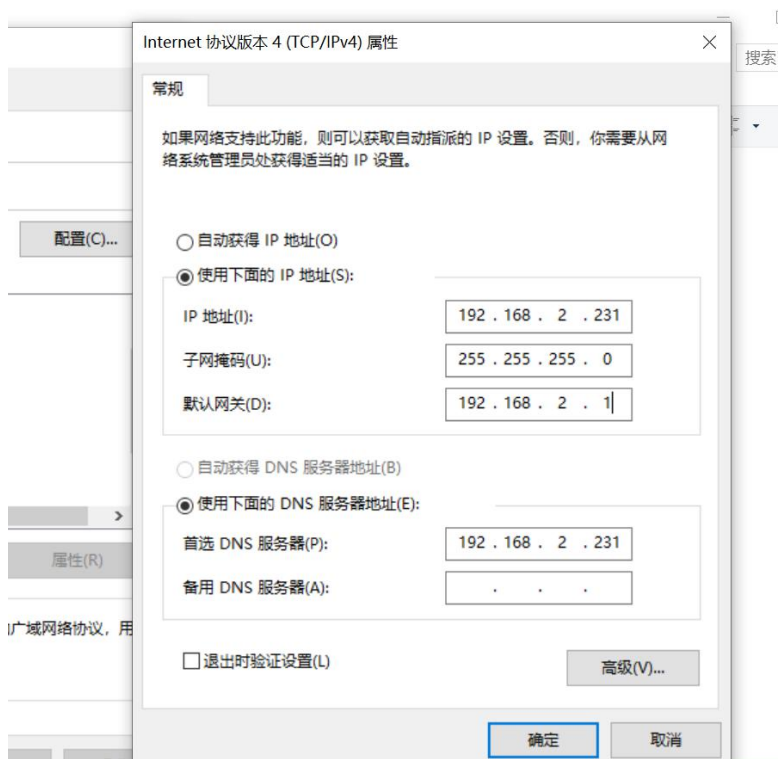 Internet 协议版本 4 (TCP/IPv4) 属性
搜索
常规
如果网络支持此功能，则可以获取自动指派的 IP 设置。否则，你需要从网
络系统管理员处获得适当的 IP 设置。
配置(C)...
自动获得 IP 地址(O)
使用下面的 IP 地址(S):
IP 地址(I):
192 . 168 . 2 . 231
子网掩码(U):
255 . 255 . 255 . 0
默认网关(D):
192 . 168 . 2 . 1
自动获得 DNS 服务器地址(B)
使用下面的 DNS 服务器地址(E):
首选 DNS 服务器(P):
192 . 168 . 2 . 231
属性(R)
备用 DNS 服务器(A):
. . .
广域网络协议，用
退出时验证设置(L)
高级(V)...
确定
取消